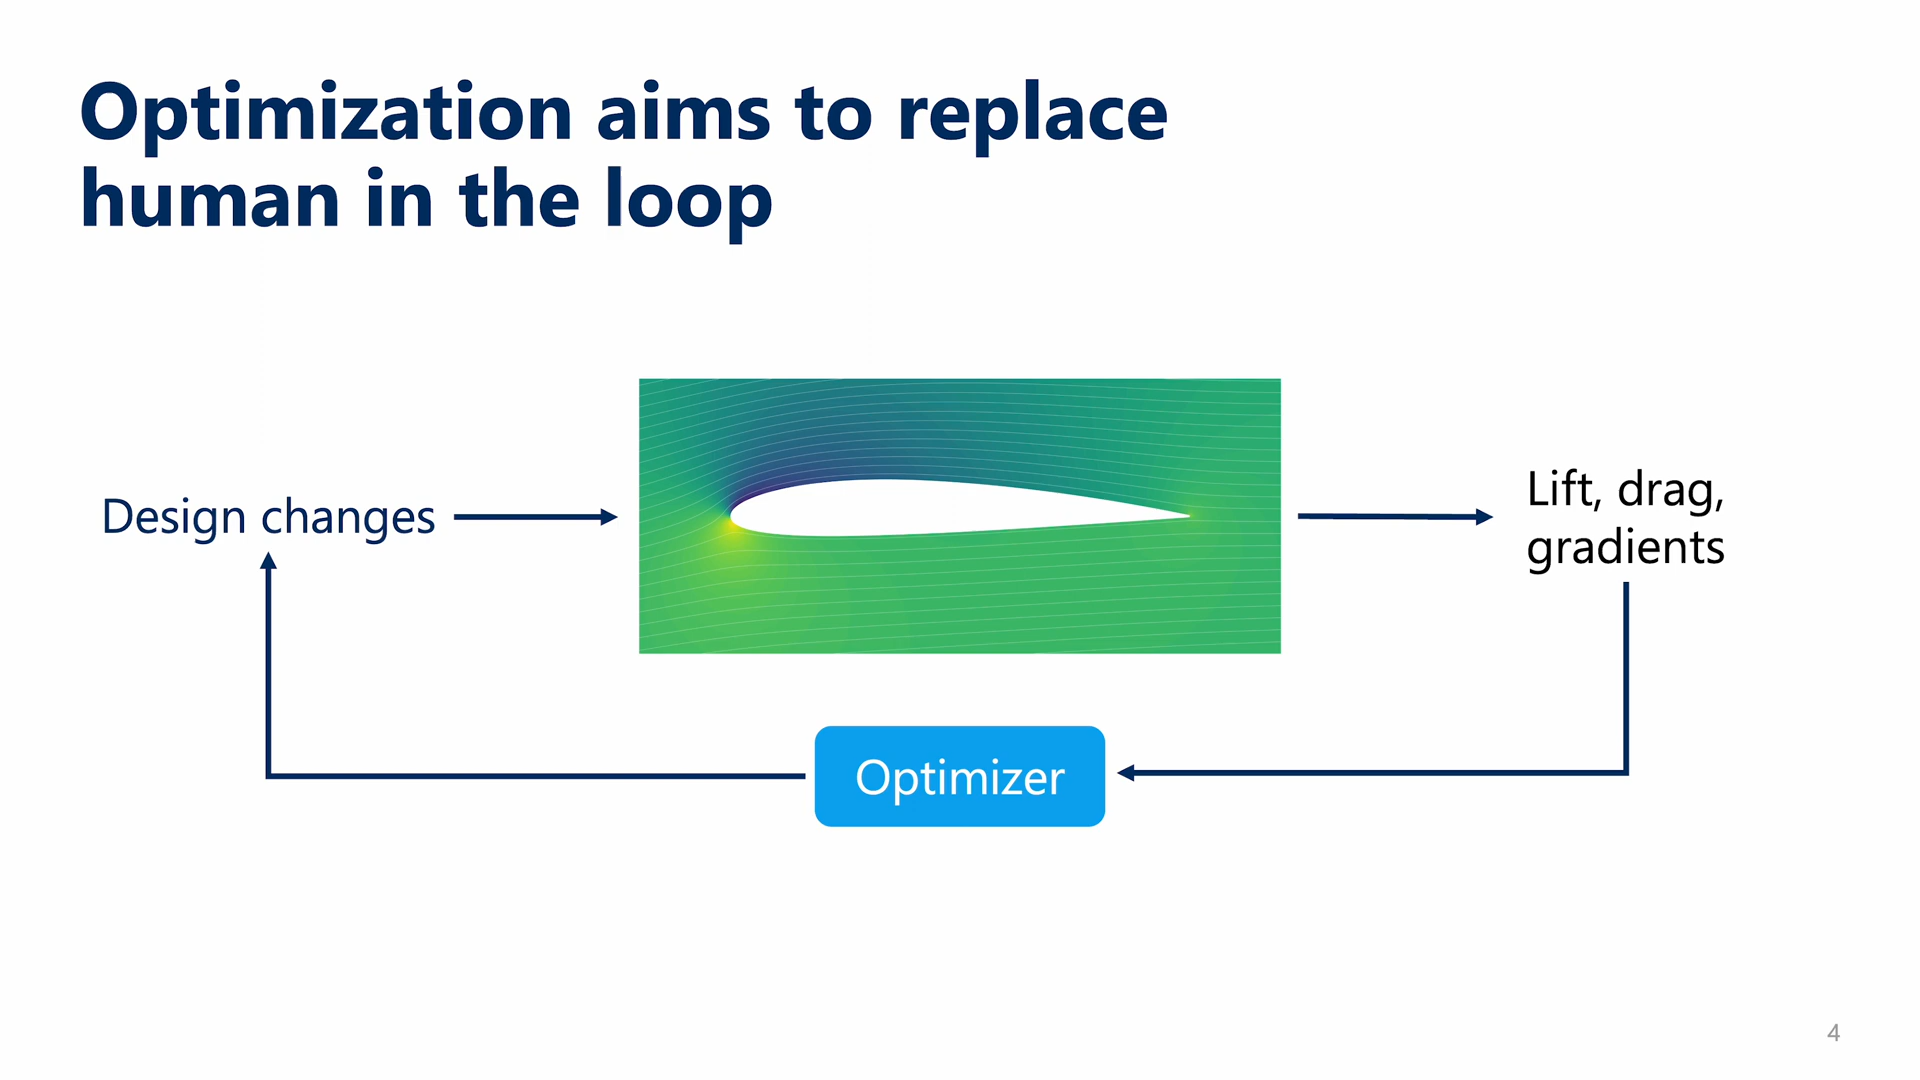 Optimization aims to replace
human in the loop
Design changes
Lift, drag,
gradients
Optimizer
4